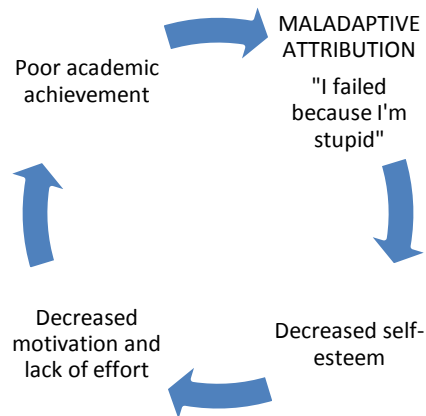 Poor academic
achievement
MALADAPTIVE
ATTRIBUTION
"I failed
because I'm
stupid"
Decreased self-
esteem
Decreased
motivation and
lack of effort